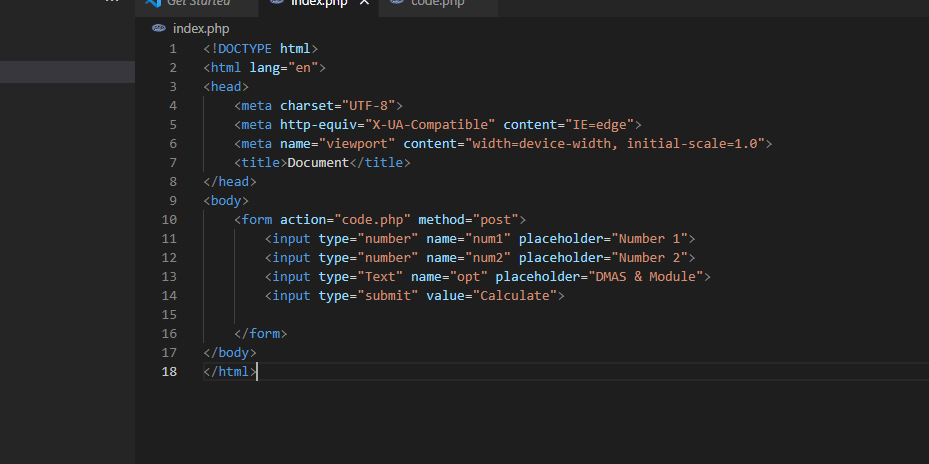 Get Started index.php × code.php
index.php
1 <!DOCTYPE html>
2 <html lang="en">
3 <head>
4 <meta charset="UTF-8">
5 <meta http-equiv="X-UA-Compatible" content="IE=edge">
6 <meta name="viewport" content="width=device-width, initial-scale=1.0">
7 <title>Document</title>
8 </head>
9 <body>
10 <form action="code.php" method="post">
11 <input type="number" name="num1" placeholder="Number 1">
12 <input type="number" name="num2" placeholder="Number 2">
13 <input type="Text" name="opt" placeholder="DMAS & Module">
14 <input type="submit" value="Calculate">
15
16 </form>
17 </body>
18 </html>